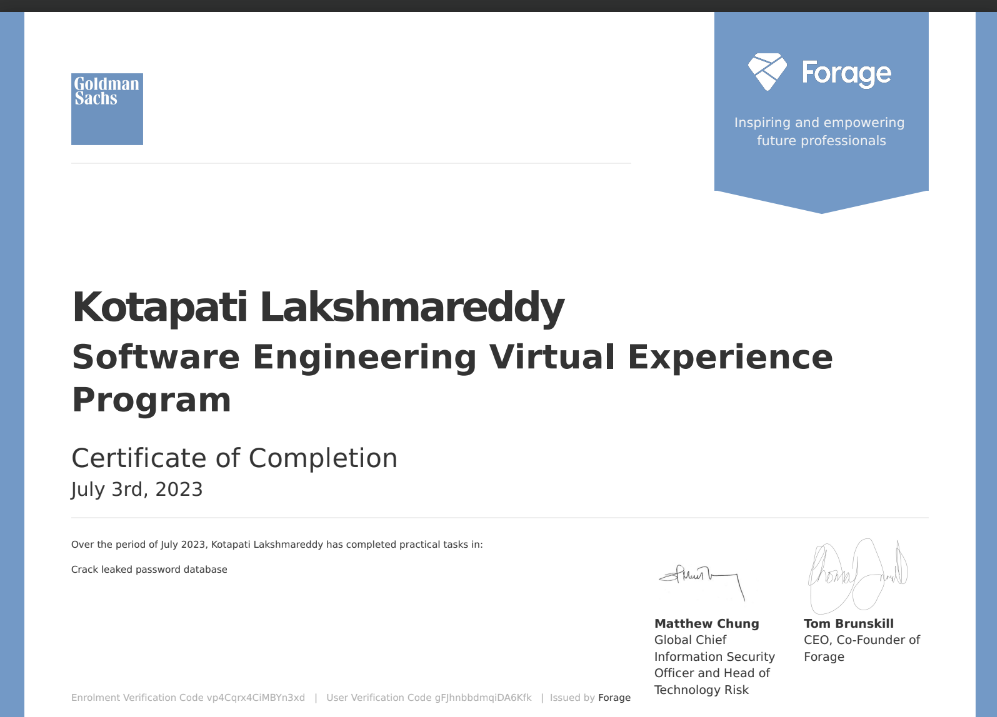 Goldman
Sachs
Forage
Inspiring and empowering
future professionals
Kotapati Lakshmareddy
Software Engineering Virtual Experience
Program
Certificate of Completion
July 3rd, 2023
Over the period of July 2023, Kotapati Lakshmareddy has completed practical tasks in:
Crack leaked password database
Matthew Chung
Global Chief
Information Security
Officer and Head of
Technology Risk
Tom Brunskill
CEO, Co-Founder of
Forage
Enrolment Verification Code vp4Cqrx4CiMBYn3xd | User Verification Code gFJhnbbdmqiDA6Kfk | Issued by Forage